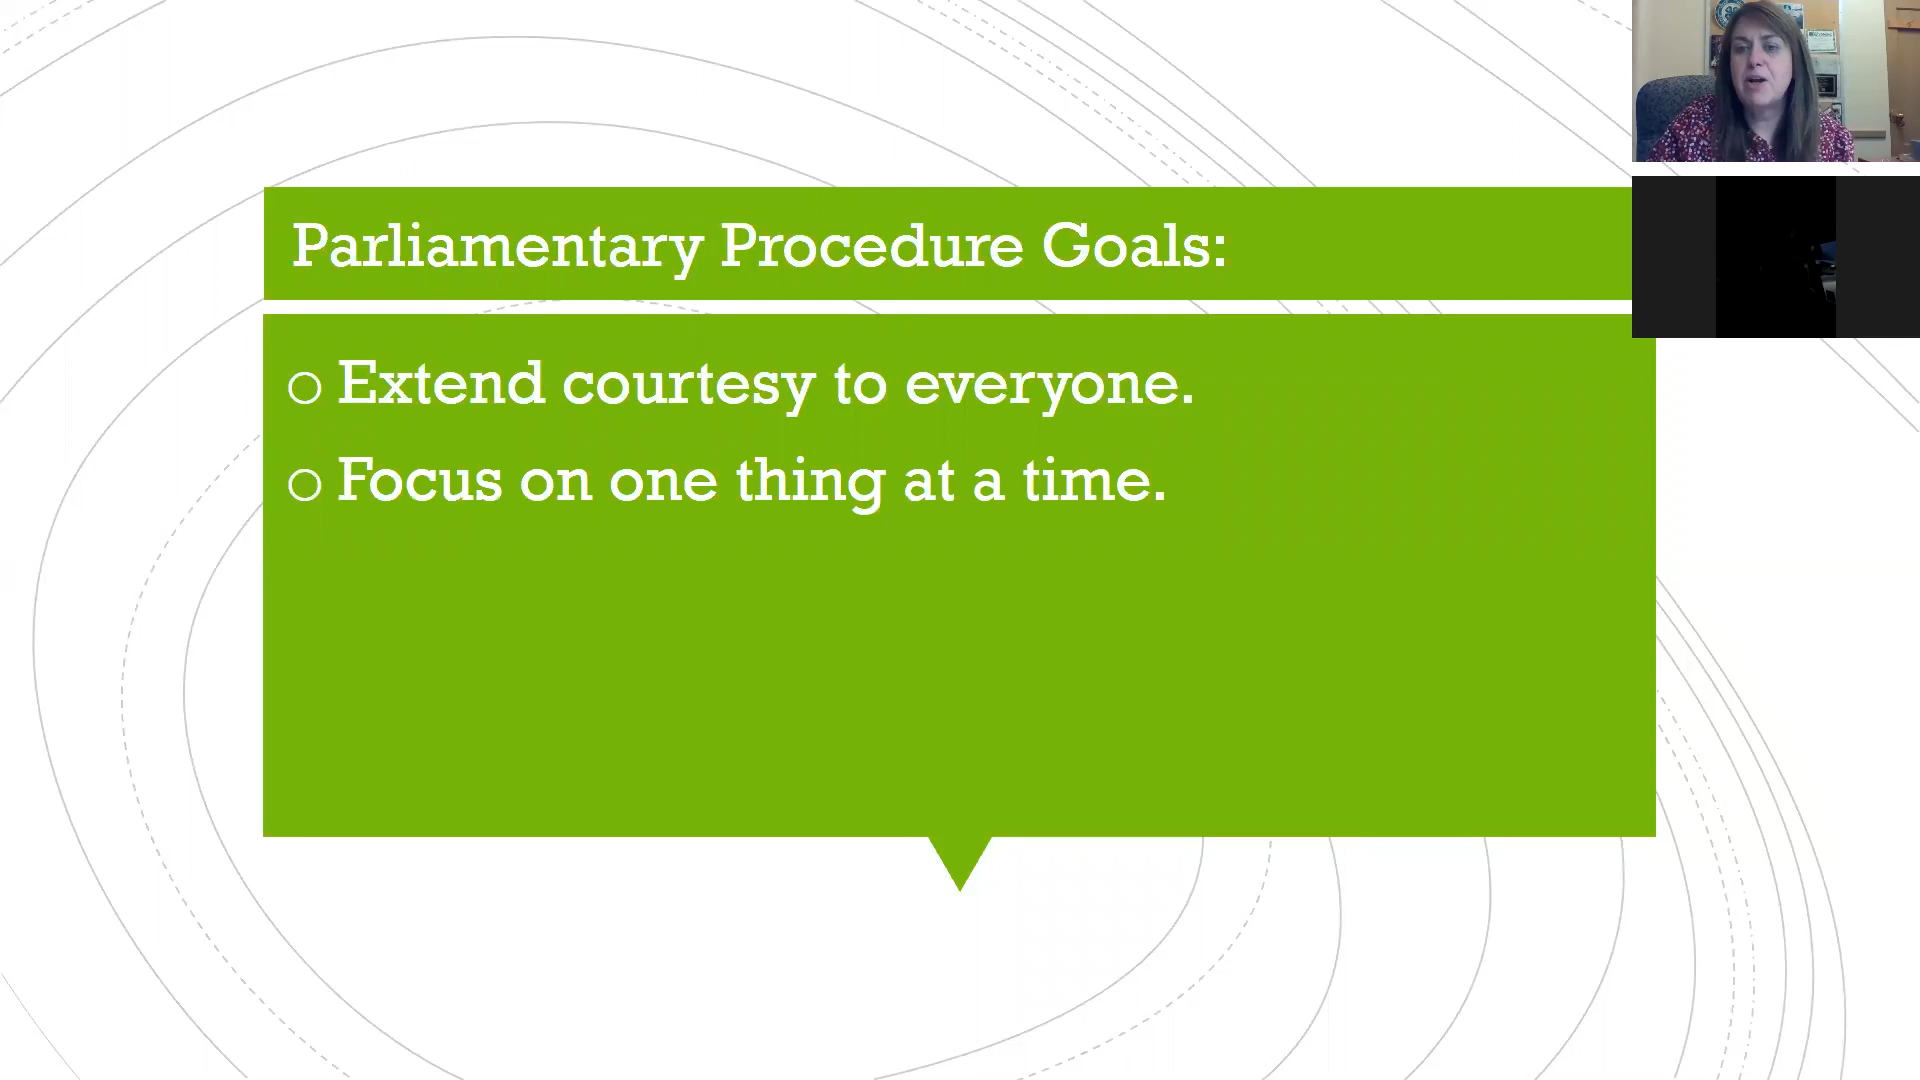 Parliamentary Procedure Goals:
Extend courtesy to everyone.
Focus on one thing at a time.